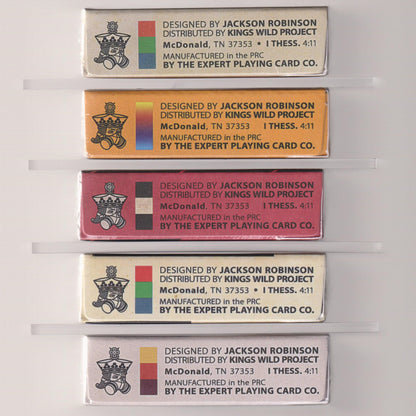 DESIGNED BY JACKSON ROBINSON
DISTRIBUTED BY KINGS WILD PROJECT
McDonald, TN 37353 • I THESS. 4:11
MANUFACTURED in the PRC
BY THE EXPERT PLAYING CARD CO.
DESIGNED BY JACKSON ROBINSON
DISTRIBUTED BY KINGS WILD PROJECT
McDonald, TN 37353 I THESS. 4:11
MANUFACTURED in the PRC
BY THE EXPERT PLAYING CARD CO.
DESIGNED BY JACKSON ROBINSON
DISTRIBUTED BY KINGS WILD PROJECT
McDonald, TN 37353 I THESS. 4:11
MANUFACTURED in the PRC
BY THE EXPERT PLAYING CARD CO.
DESIGNED BY JACKSON ROBINSON
DISTRIBUTED BY KINGS WILD PROJECT
McDonald, TN 37353 • I THESS. 4:11
MANUFACTURED in the PRC
BY THE EXPERT PLAYING CARD CO.
DESIGNED BY JACKSON ROBINSON
DISTRIBUTED BY KINGS WILD PROJECT
McDonald, TN 37353 I THESS. 4:11
MANUFACTURED in the PRC
BY THE EXPERT PLAYING CARD CO.